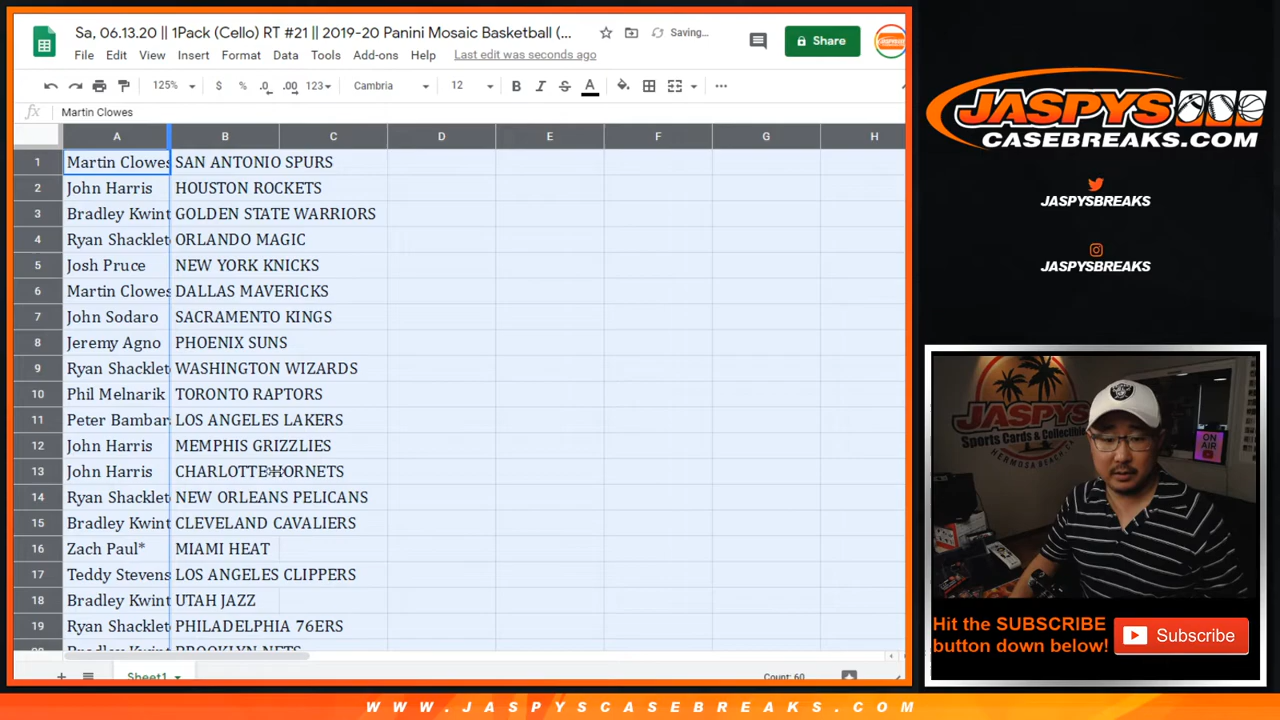 Sa, 06.13.20 || 1Pack (Cello) RT #21 || 2019-20 Panini Mosaic Basketball (...
Saving...
File Edit View Insert Format Data Tools Add-ons Help Last edit was seconds ago
Share
125% $ % .0 .00 123 Cambria 12 B I S A
fx Martin Clowes
A B C D E F G H
1 Martin Clowes SAN ANTONIO SPURS
2 John Harris HOUSTON ROCKETS
3 Bradley Kwint GOLDEN STATE WARRIORS
4 Ryan Shacklet ORLANDO MAGIC
5 Josh Pruce NEW YORK KNICKS
6 Martin Clowes DALLAS MAVERICKS
7 John Sodaro SACRAMENTO KINGS
8 Jeremy Agno PHOENIX SUNS
9 Ryan Shacklet WASHINGTON WIZARDS
10 Phil Melnarik TORONTO RAPTORS
11 Peter Bambar LOS ANGELES LAKERS
12 John Harris MEMPHIS GRIZZLIES
13 John Harris CHARLOTTE HORNETS
14 Ryan Shacklet NEW ORLEANS PELICANS
15 Bradley Kwint CLEVELAND CAVALIERS
16 Zach Paul* MIAMI HEAT
17 Teddy Stevens LOS ANGELES CLIPPERS
18 Bradley Kwint UTAH JAZZ
19 Ryan Shacklet PHILADELPHIA 76ERS
Bradley Kwint BROOKLYN NETS
Sheet1
Count: 60
JASPYS
CASEBREAKS.COM
JASPYSBREAKS
JASPYSBREAKS
JASPYS
Sports Cards & Collectibles
HERMOSA BEACH
ON AIR
Hit the SUBSCRIBE
button down below!
Subscribe
WWW.JASPYSCASEBREAKS.COM